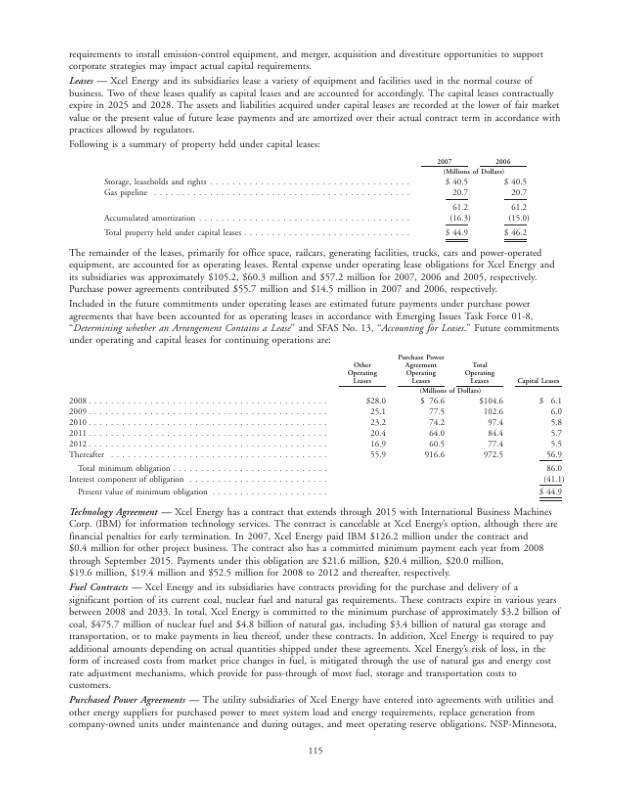 requirements to install emission-control equipment, and merger, acquisition and divestiture opportunities to support
corporate strategies may impact actual capital requirements.
Leases — Xcel Energy and its subsidiaries lease a variety of equipment and facilities used in the normal course of
business. Two of these leases qualify as capital leases and are accounted for accordingly. The capital leases contractually
expire in 2025 and 2028. The assets and liabilities acquired under capital leases are recorded at the lower of fair market
value or the present value of future lease payments and are amortized over their actual contract term in accordance with
practices allowed by regulators.
Following is a summary of property held under capital leases:
2007 2006
(Millions of Dollars)
Storage, leaseholds and rights . . . . . . . . . . . . . . . . . . . . . . . . . . . . . . . . . . . . $ 40.5 $ 40.5
Gas pipeline . . . . . . . . . . . . . . . . . . . . . . . . . . . . . . . . . . . . . . . . . . . . . . 20.7 20.7
61.2 61.2
Accumulated amortization . . . . . . . . . . . . . . . . . . . . . . . . . . . . . . . . . . . . . . (16.3) (15.0)
Total property held under capital leases . . . . . . . . . . . . . . . . . . . . . . . . . . . . . $ 44.9 $ 46.2
The remainder of the leases, primarily for office space, railcars, generating facilities, trucks, cars and power-operated
equipment, are accounted for as operating leases. Rental expense under operating lease obligations for Xcel Energy and
its subsidiaries was approximately $105.2, $60.3 million and $57.2 million for 2007, 2006 and 2005, respectively.
Purchase power agreements contributed $55.7 million and $14.5 million in 2007 and 2006, respectively.
Included in the future commitments under operating leases are estimated future payments under purchase power
agreements that have been accounted for as operating leases in accordance with Emerging Issues Task Force 01-8,
“Determining whether an Arrangement Contains a Lease” and SFAS No. 13, “Accounting for Leases.” Future commitments
under operating and capital leases for continuing operations are:
Other Operating Leases Purchase Power Agreement Operating Leases Total Operating Leases Capital Leases
(Millions of Dollars)
2008 . . . . . . . . . . . . . . . . . . . . . . . . . . . . . . . . . . . . . . . . . $28.0 $ 76.6 $104.6 $ 6.1
2009 . . . . . . . . . . . . . . . . . . . . . . . . . . . . . . . . . . . . . . . . . 25.1 77.5 102.6 6.0
2010 . . . . . . . . . . . . . . . . . . . . . . . . . . . . . . . . . . . . . . . . . 23.2 74.2 97.4 5.8
2011 . . . . . . . . . . . . . . . . . . . . . . . . . . . . . . . . . . . . . . . . . 20.4 64.0 84.4 5.7
2012 . . . . . . . . . . . . . . . . . . . . . . . . . . . . . . . . . . . . . . . . . 16.9 60.5 77.4 5.5
Thereafter . . . . . . . . . . . . . . . . . . . . . . . . . . . . . . . . . . . . . 55.9 916.6 972.5 56.9
Total minimum obligation . . . . . . . . . . . . . . . . . . . . . . . . . . 86.0
Interest component of obligation . . . . . . . . . . . . . . . . . . . . . . . (41.1)
Present value of minimum obligation . . . . . . . . . . . . . . . . . . . $ 44.9
Technology Agreement — Xcel Energy has a contract that extends through 2015 with International Business Machines
Corp. (IBM) for information technology services. The contract is cancelable at Xcel Energy’s option, although there are
financial penalties for early termination. In 2007, Xcel Energy paid IBM $126.2 million under the contract and
$0.4 million for other project business. The contract also has a committed minimum payment each year from 2008
through September 2015. Payments under this obligation are $21.6 million, $20.4 million, $20.0 million,
$19.6 million, $19.4 million and $52.5 million for 2008 to 2012 and thereafter, respectively.
Fuel Contracts — Xcel Energy and its subsidiaries have contracts providing for the purchase and delivery of a
significant portion of its current coal, nuclear fuel and natural gas requirements. These contracts expire in various years
between 2008 and 2033. In total, Xcel Energy is committed to the minimum purchase of approximately $3.2 billion of
coal, $475.7 million of nuclear fuel and $4.8 billion of natural gas, including $3.4 billion of natural gas storage and
transportation, or to make payments in lieu thereof, under these contracts. In addition, Xcel Energy is required to pay
additional amounts depending on actual quantities shipped under these agreements. Xcel Energy’s risk of loss, in the
form of increased costs from market price changes in fuel, is mitigated through the use of natural gas and energy cost
rate adjustment mechanisms, which provide for pass-through of most fuel, storage and transportation costs to
customers.
Purchased Power Agreements — The utility subsidiaries of Xcel Energy have entered into agreements with utilities and
other energy suppliers for purchased power to meet system load and energy requirements, replace generation from
company-owned units under maintenance and during outages, and meet operating reserve obligations. NSP-Minnesota,
115